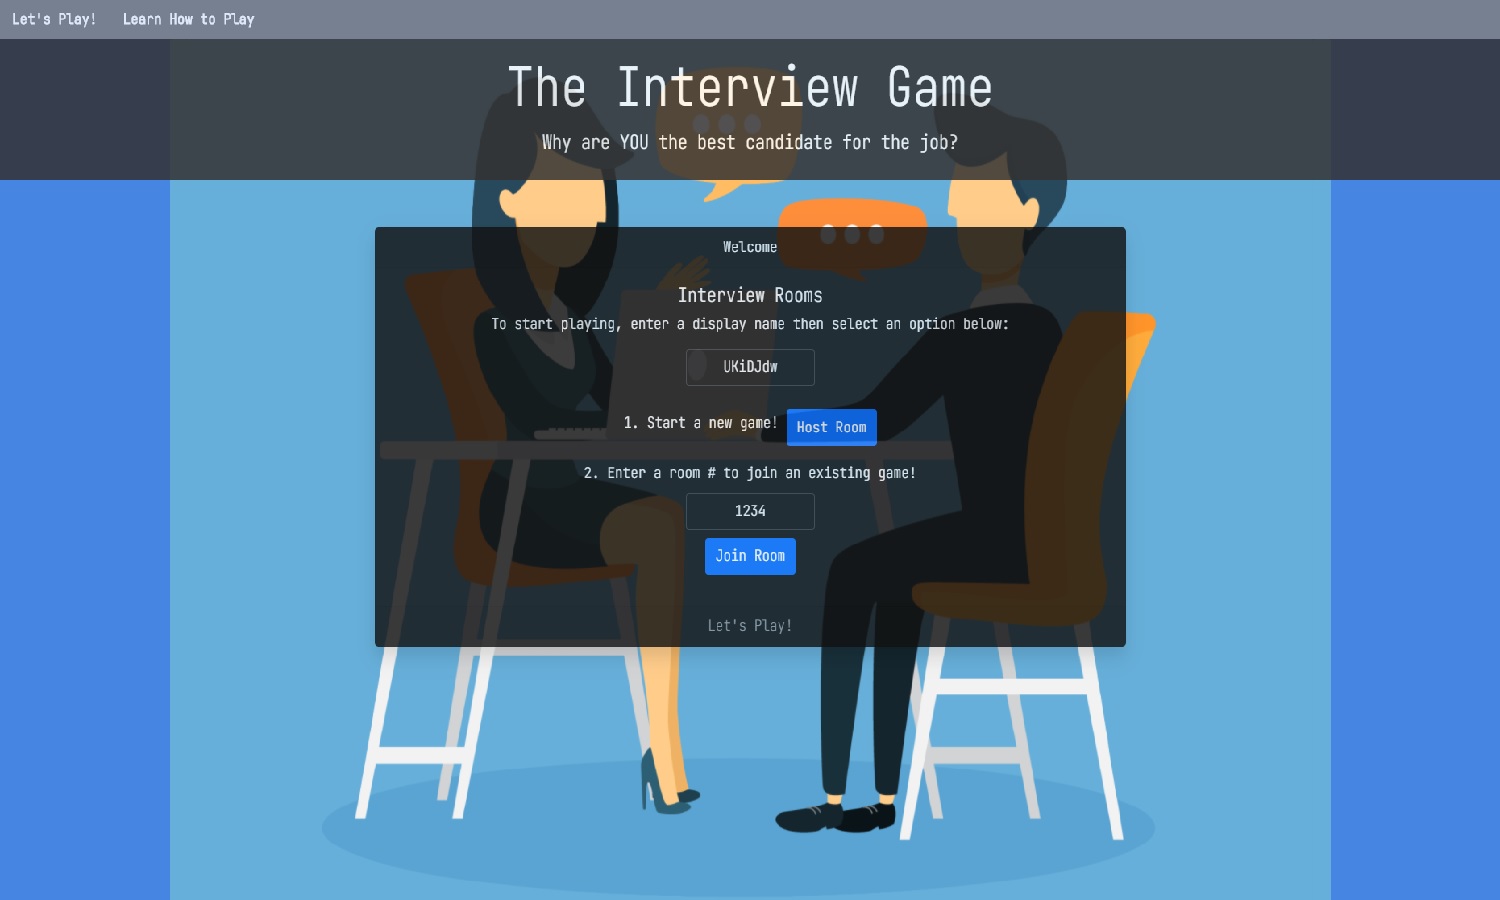 Let's Play! Learn How to Play
The Interview Game
Why are YOU the best candidate for the job?
Welcome
Interview Rooms
To start playing, enter a display name then select an option below:
UKiDJdw
1. Start a new game! Host Room
2. Enter a room # to join an existing game!
1234
Join Room
Let's Play!